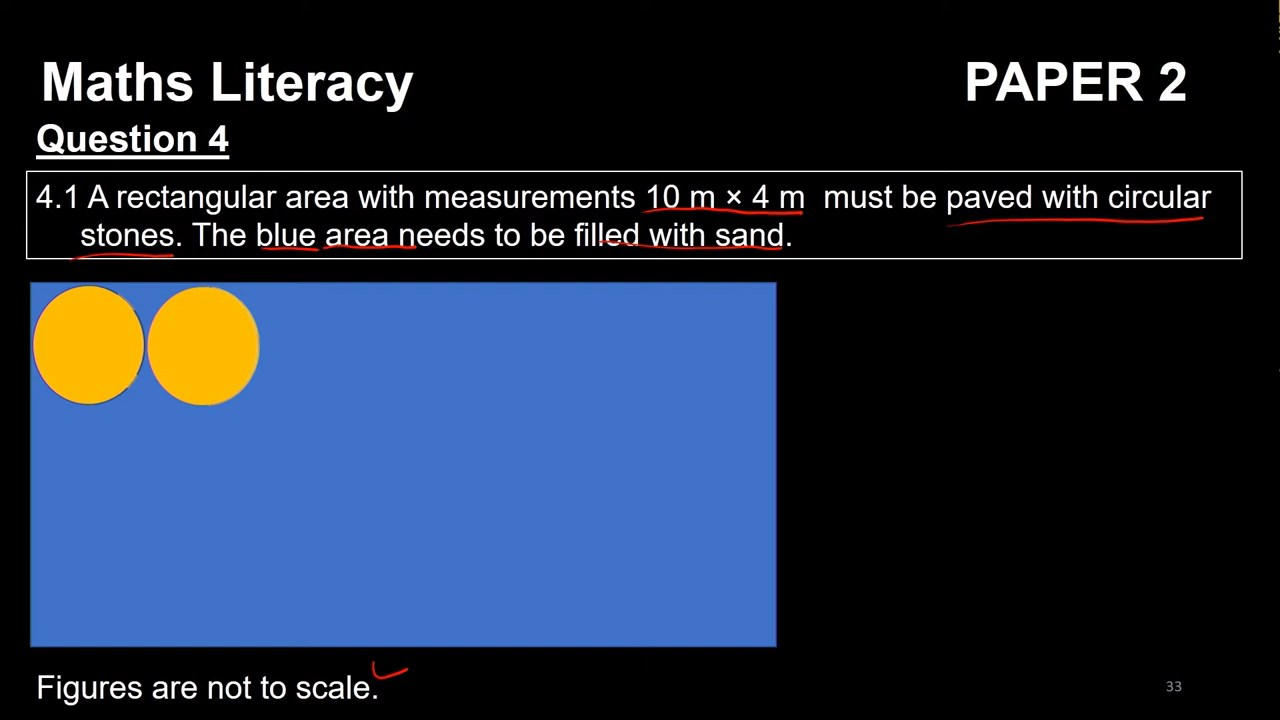 Maths Literacy
PAPER 2
Question 4
4.1 A rectangular area with measurements 10 m × 4 m must be paved with circular
stones. The blue area needs to be filled with sand.
Figures are not to scale.
33